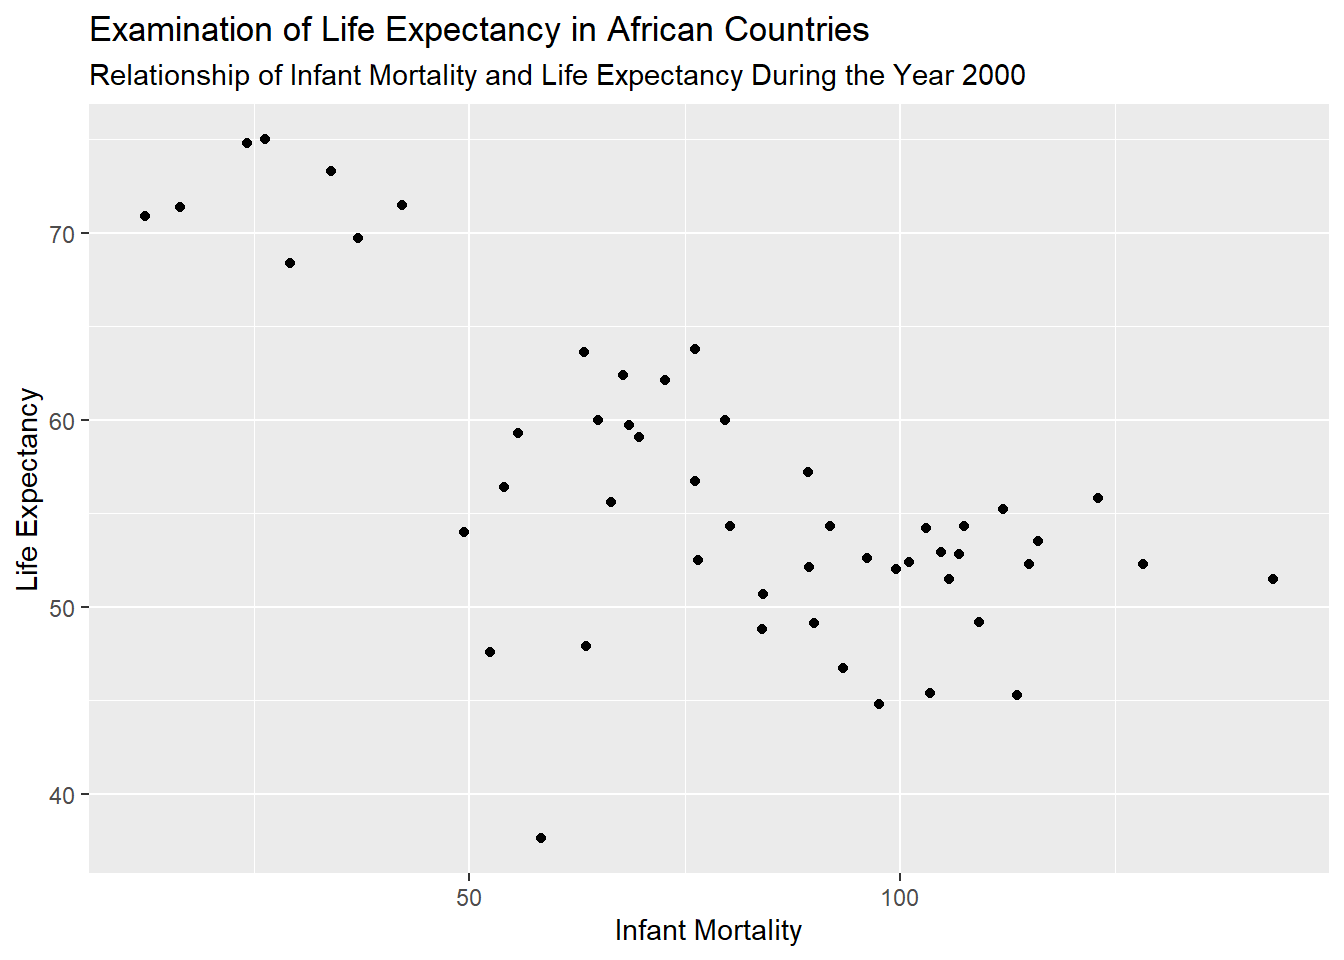 Examination of Life Expectancy in African Countries
Relationship of Infant Mortality and Life Expectancy During the Year 2000
70
60
50
40
Life Expectancy
50
100
Infant Mortality